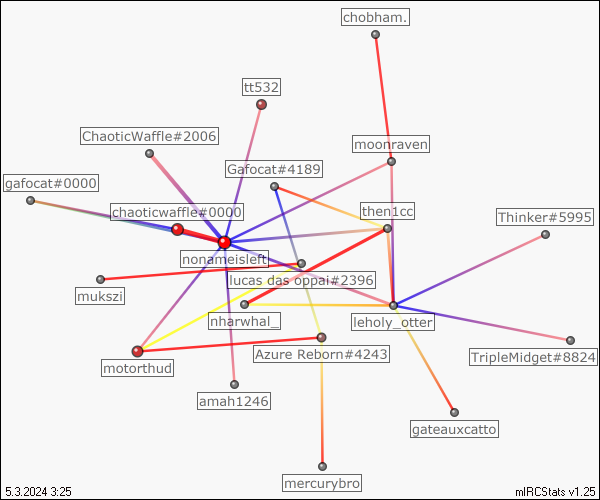 chobham.
tt532
ChaoticWaffle#2006
moonraven
Gafocat#4189
gafocat#0000
chaoticwaffle#0000
then1cc
Thinker#5995
nonameisleft
lucas das oppai#2396
mukszi
nharwhal_
leholy_otter
Azure Reborn#4243
TripleMidget#8824
motorthud
amah1246
gateauxcatto
mercurybro
5.3.2024 3:25
mIRCStats v1.25